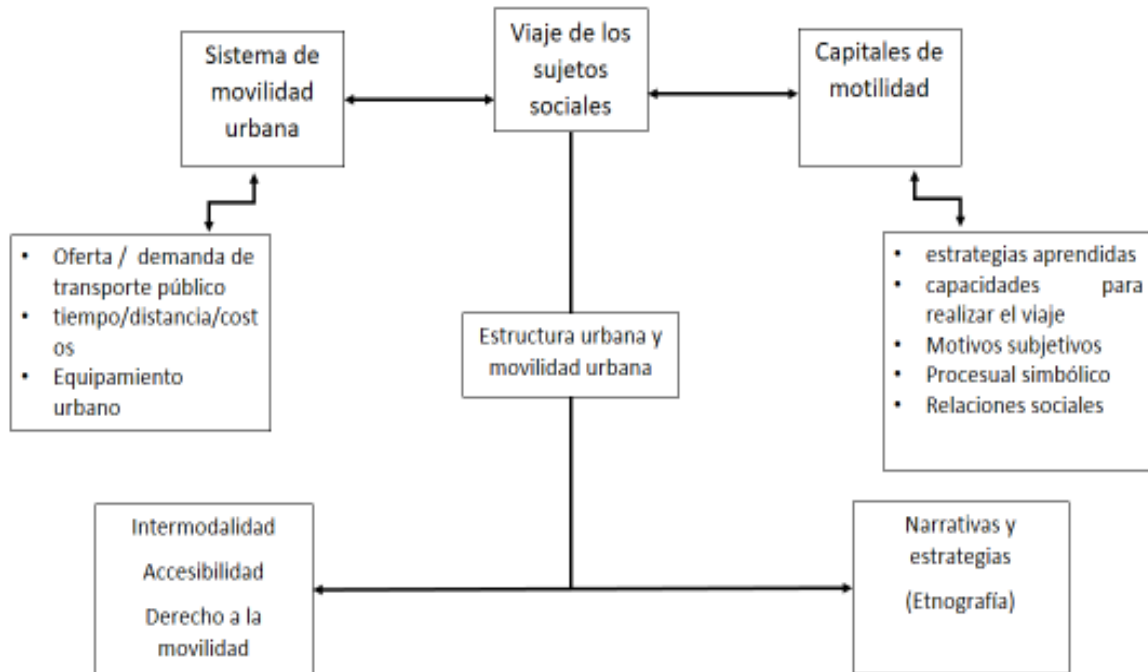 Sistema de
movilidad
urbana
Viaje de los
sujetos
sociales
Capitales de
motilidad
• Oferta / demanda de
transporte público
• tiempo/distancia/cost
os
• Equipamiento
urbano
Estructura urbana y
movilidad urbana
• estrategias aprendidas
• capacidades para
realizar el viaje
• Motivos subjetivos
• Procesual simbólico
• Relaciones sociales
Intermodalidad
Accesibilidad
Derecho a la
movilidad
Narrativas y
estrategias
(Etnografía)